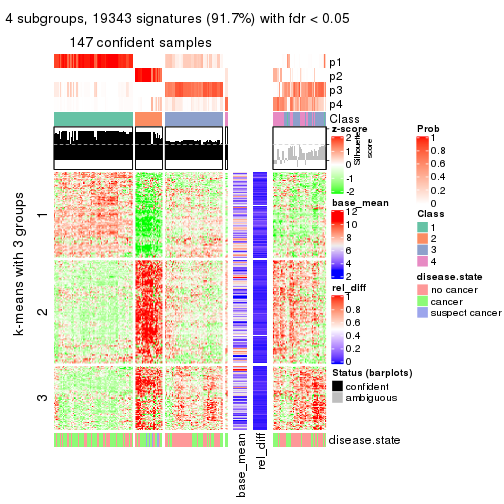 4 subgroups, 19343 signatures (91.7%) with fdr < 0.05
147 confident samples
p1
p2
p3
p4
Class
Silhouette
score
k-means with 3 groups
1
2
3
disease.state
base_mean
rel_diff
z-score
2
1
0
-1
-2
base_mean
12
10
8
6
4
2
rel_diff
1
0.8
0.6
0.4
0.2
0
Status (barplots)
confident
ambiguous
Prob
1
0.8
0.6
0.4
0.2
0
Class
1
2
3
4
disease.state
no cancer
cancer
suspect cancer